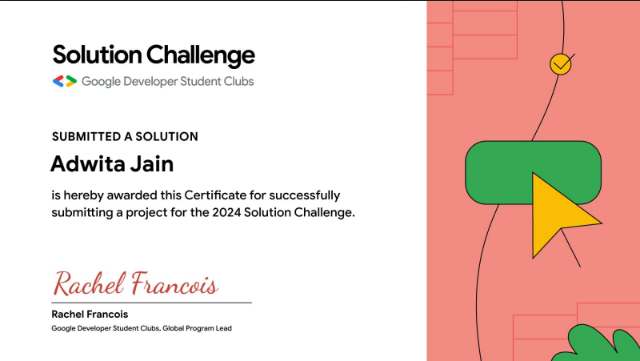 Solution Challenge
Google Developer Student Clubs
SUBMITTED A SOLUTION
Adwita Jain
is hereby awarded this Certificate for successfully
submitting a project for the 2024 Solution Challenge.
Rachel Francois
Rachel Francois
Google Developer Student Clubs, Global Program Lead